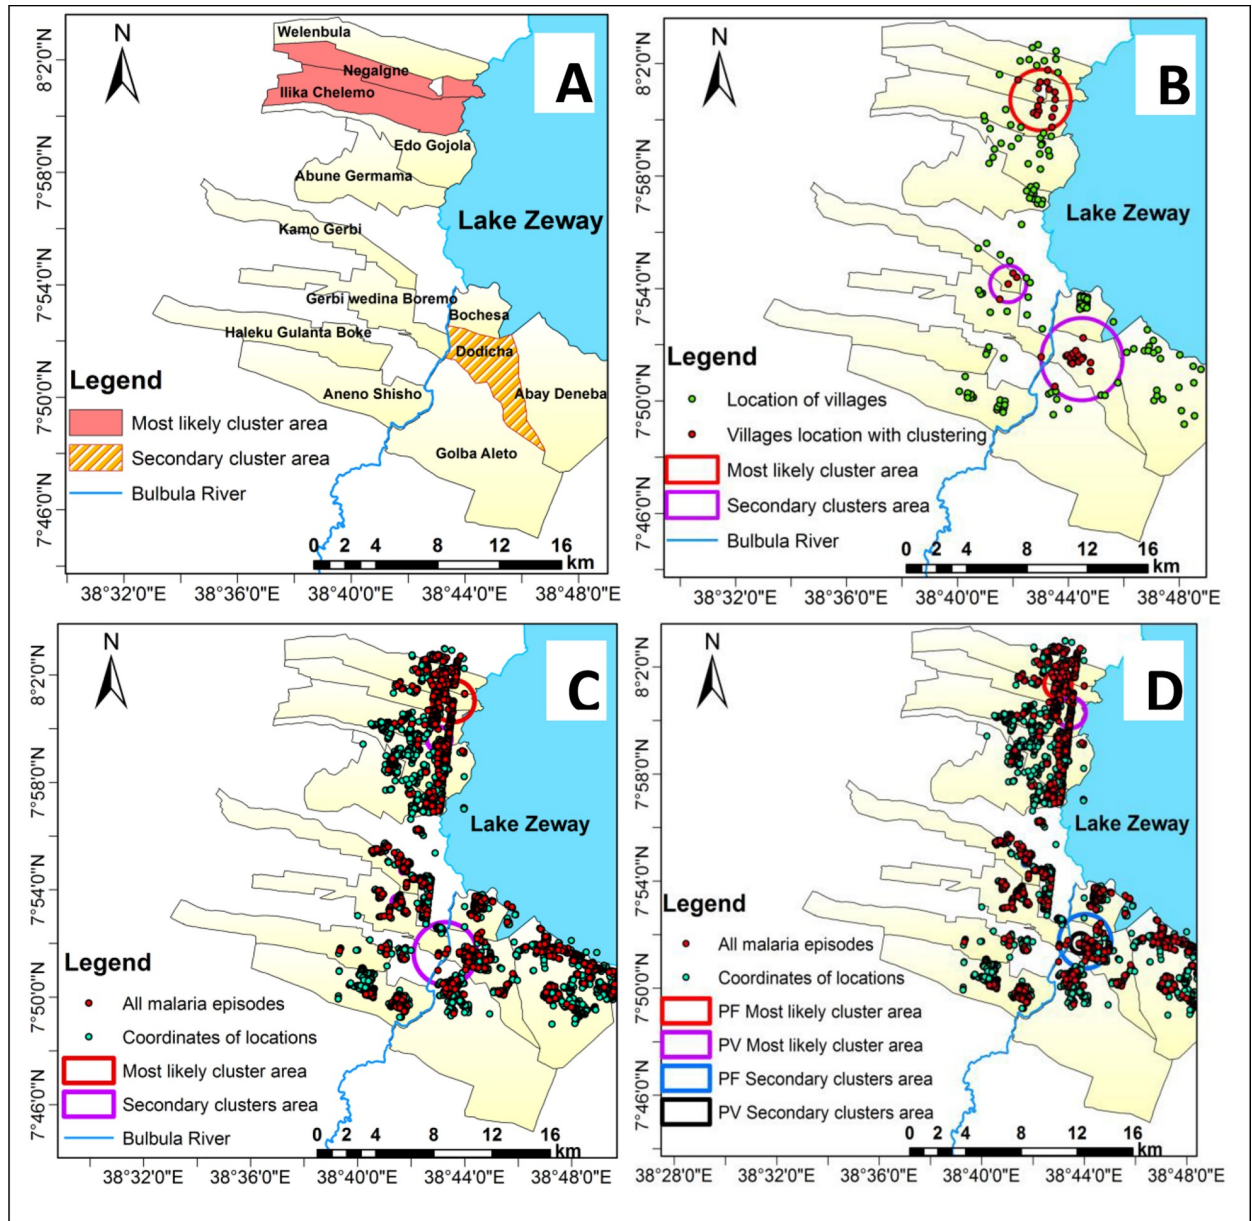 A
N
Welenbula
Negalgne
Ilika Chelemo
Edo Gojola
Abune Germama
Lake Zeway
Kamo Gerbi
Gerbi wedina Boremo
Bochesa
Haleku Gulanta Boke
Dodicha
Abay Deneba
Aneno Shisho
Golba Aleto
Legend
Most likely cluster area
Secondary cluster area
Bulbula River
0 2 4 8 12 16
km
8°2'0"N
7°58'0"N
7°54'0"N
7°50'0"N
7°46'0"N
38°32'0"E 38°36'0"E 38°40'0"E 38°44'0"E 38°48'0"E
B
N
Lake Zeway
Legend
Location of villages
Villages location with clustering
Most likely cluster area
Secondary clusters area
Bulbula River
0 2 4 8 12 16
km
8°2'0"N
7°58'0"N
7°54'0"N
7°50'0"N
7°46'0"N
38°32'0"E 38°36'0"E 38°40'0"E 38°44'0"E 38°48'0"E
C
N
Lake Zeway
Legend
All malaria episodes
Coordinates of locations
Most likely cluster area
Secondary clusters area
Bulbula River
0 2 4 8 12 16
km
8°2'0"N
7°58'0"N
7°54'0"N
7°50'0"N
7°46'0"N
38°32'0"E 38°36'0"E 38°40'0"E 38°44'0"E 38°48'0"E
D
N
Lake Zeway
Legend
All malaria episodes
Coordinates of locations
PF Most likely cluster area
PV Most likely cluster area
PF Secondary clusters area
PV Secondary clusters area
0 2 4 8 12 16
km
8°2'0"N
7°58'0"N
7°54'0"N
7°50'0"N
7°46'0"N
38°28'0"E 38°32'0"E 38°36'0"E 38°40'0"E 38°44'0"E 38°48'0"E